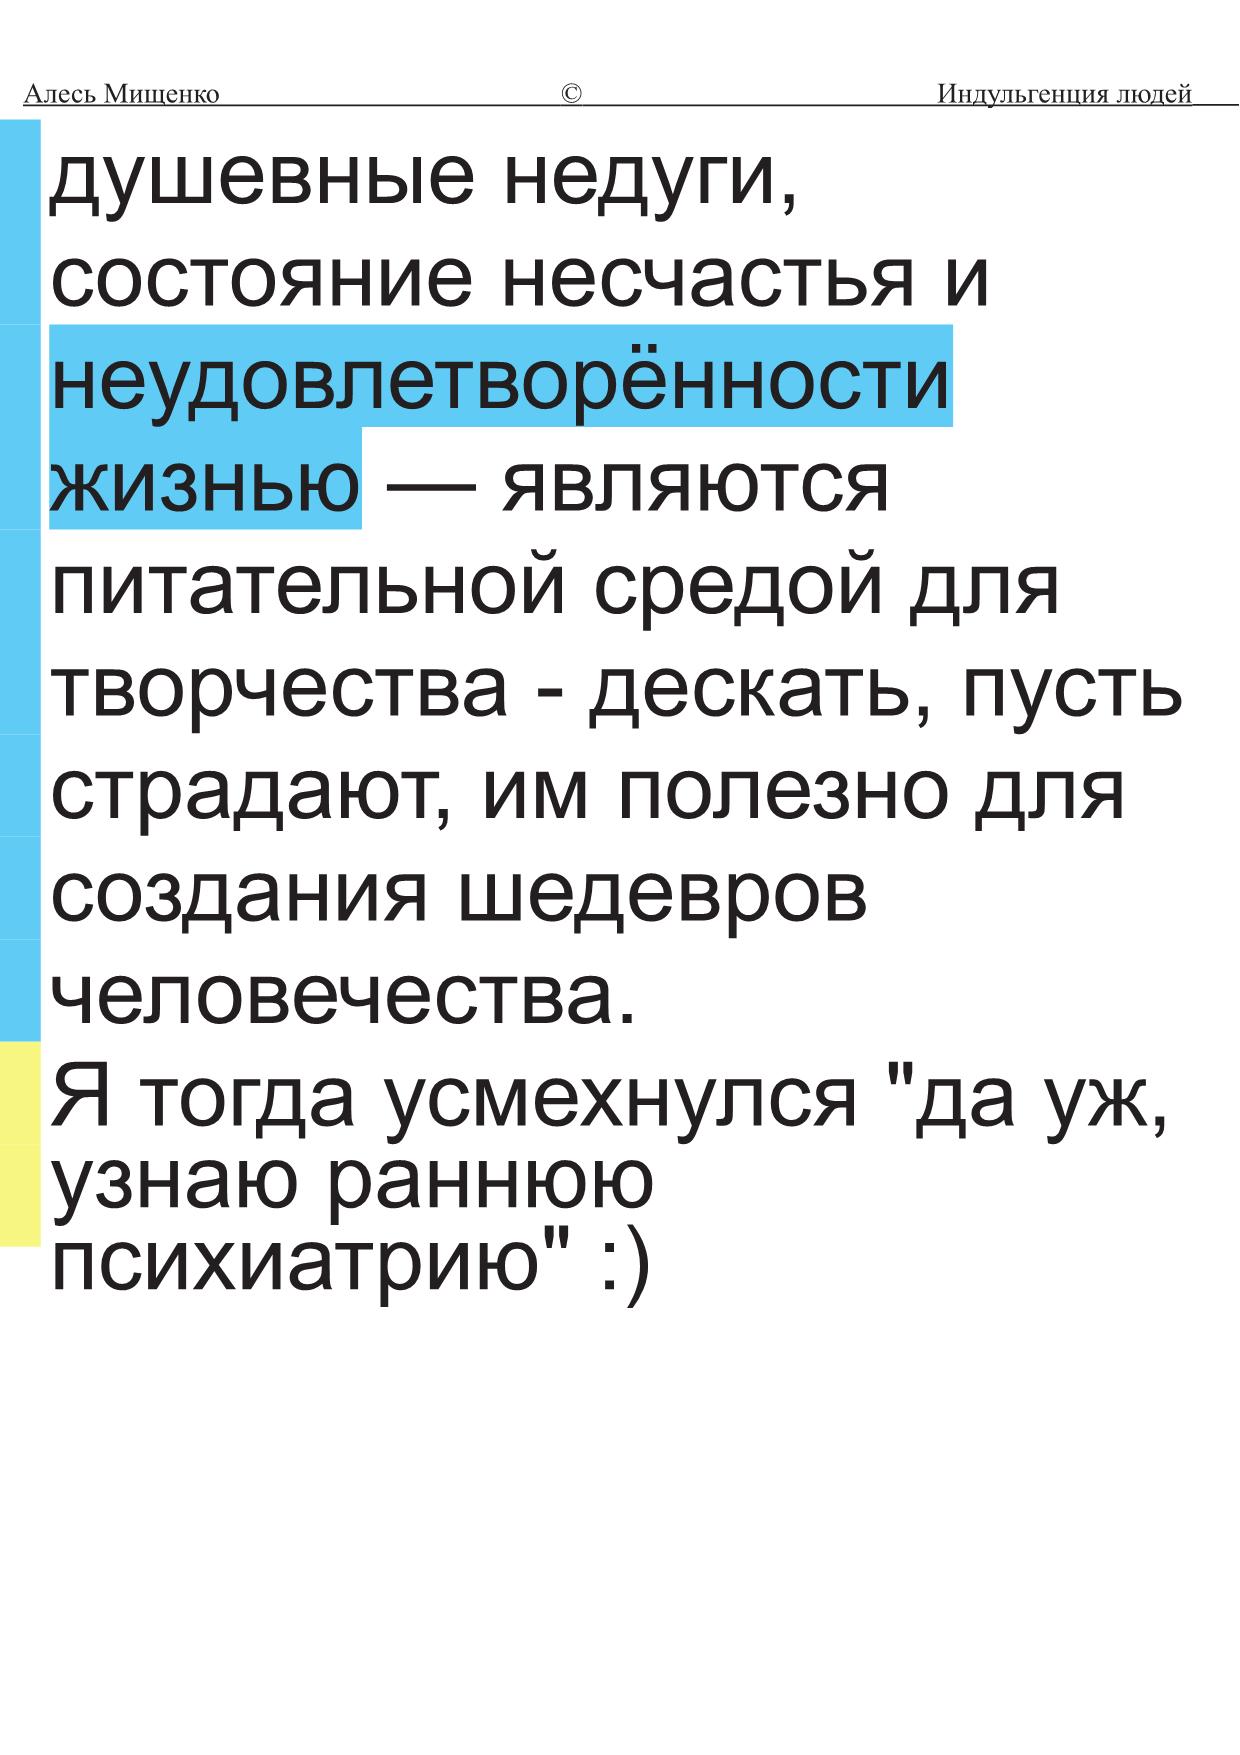 Алесь Мищенко © Индульгенция людей
душевные недуги,
состояние несчастья и
неудовлетворённости
жизнью — являются
питательной средой для
творчества - дескать, пусть
страдают, им полезно для
создания шедевров
человечества.
Я тогда усмехнулся "да уж,
узнаю раннюю
психиатрию" :)